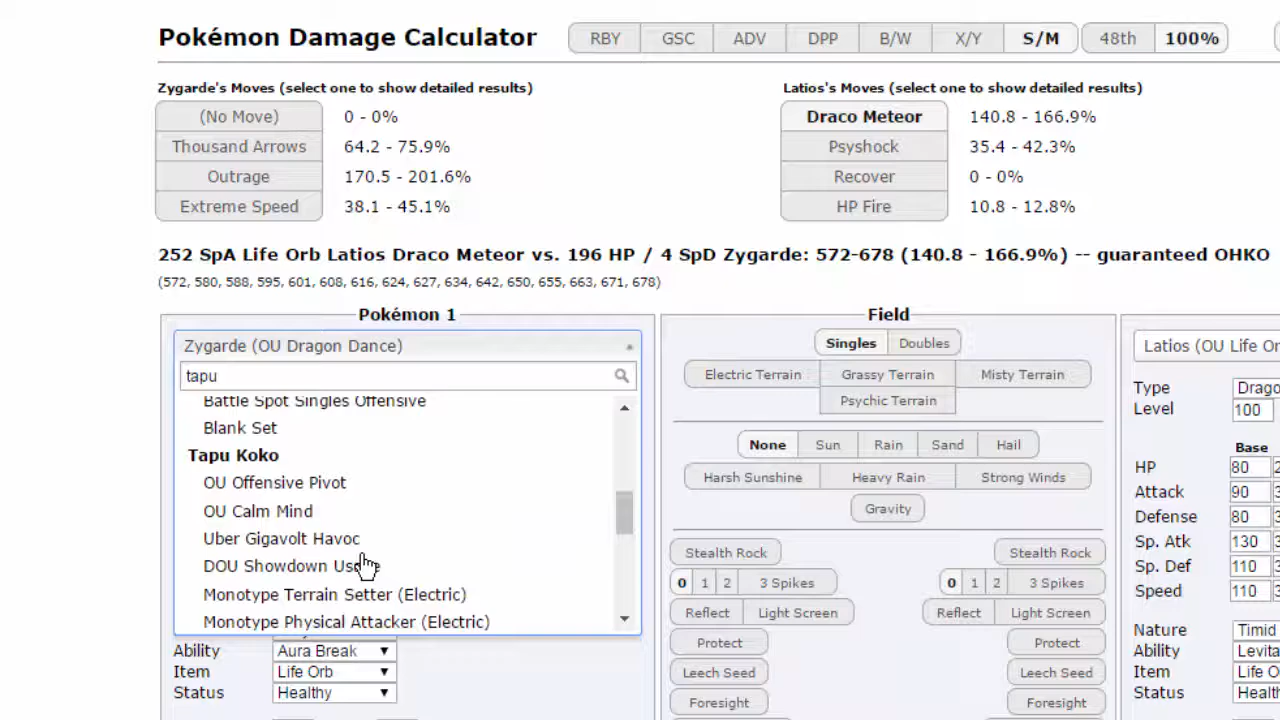 Pokémon Damage Calculator RBY GSC ADV DPP B/W X/Y S/M 48th 100%
Zygarde's Moves (select one to show detailed results) Latios's Moves (select one to show detailed results)
(No Move) 0 - 0% Draco Meteor 140.8 - 166.9%
Thousand Arrows 64.2 - 75.9% Psyshock 35.4 - 42.3%
Outrage 170.5 - 201.6% Recover 0 - 0%
Extreme Speed 38.1 - 45.1% HP Fire 10.8 - 12.8%
252 SpA Life Orb Latios Draco Meteor vs. 196 HP / 4 SpD Zygarde: 572-678 (140.8 - 166.9%) -- guaranteed OHKO
(572, 580, 588, 595, 601, 608, 616, 624, 627, 634, 642, 650, 655, 663, 671, 678)
Pokémon 1
Zygarde (OU Dragon Dance)
tapu
Battle Spot Singles Offensive
Blank Set
Tapu Koko
OU Offensive Pivot
OU Calm Mind
Uber Gigavolt Havoc
DOU Showdown
Monotype Terrain Setter (Electric)
Monotype Physical Attacker (Electric)
Ability Aura Break
Item Life Orb
Status Healthy
Field
Singles Doubles
Electric Terrain Grassy Terrain Misty Terrain
Psychic Terrain
None Sun Rain Sand Hail
Harsh Sunshine Heavy Rain Strong Winds
Gravity
Stealth Rock Stealth Rock
0 1 2 3 Spikes 0 1 2 3 Spikes
Reflect Light Screen Reflect Light Screen
Protect Protect
Leech Seed Leech Seed
Foresight Foresight
Latios (OU Life Or
Type Drago
Level 100
Base
HP 80
Attack 90
Defense 80
Sp. Atk 130
Sp. Def 110
Speed 110
Nature Timid
Ability Levita
Item Life O
Status Health